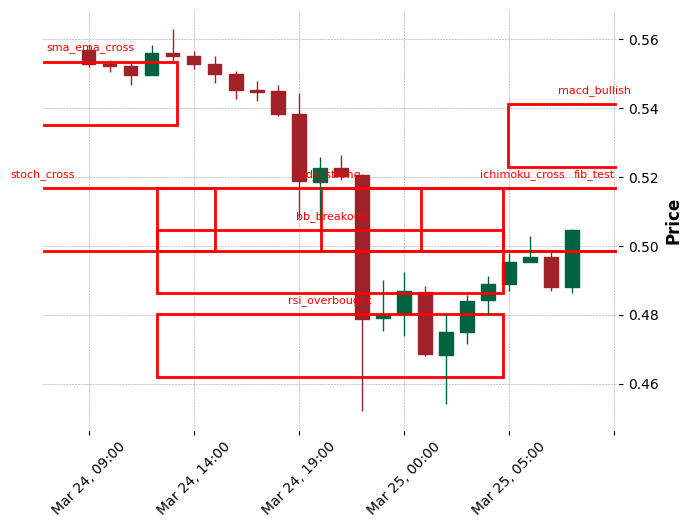 sma_ema_cross
0.56
macd_bullish
0.54
stoch_cross
ichimoku_cross
fib_test
0.52
bb_breakout
0.50
Price
rsi_overbought
0.48
0.46
Mar 24, 09:00
Mar 24, 14:00
Mar 24, 19:00
Mar 25, 00:00
Mar 25, 05:00